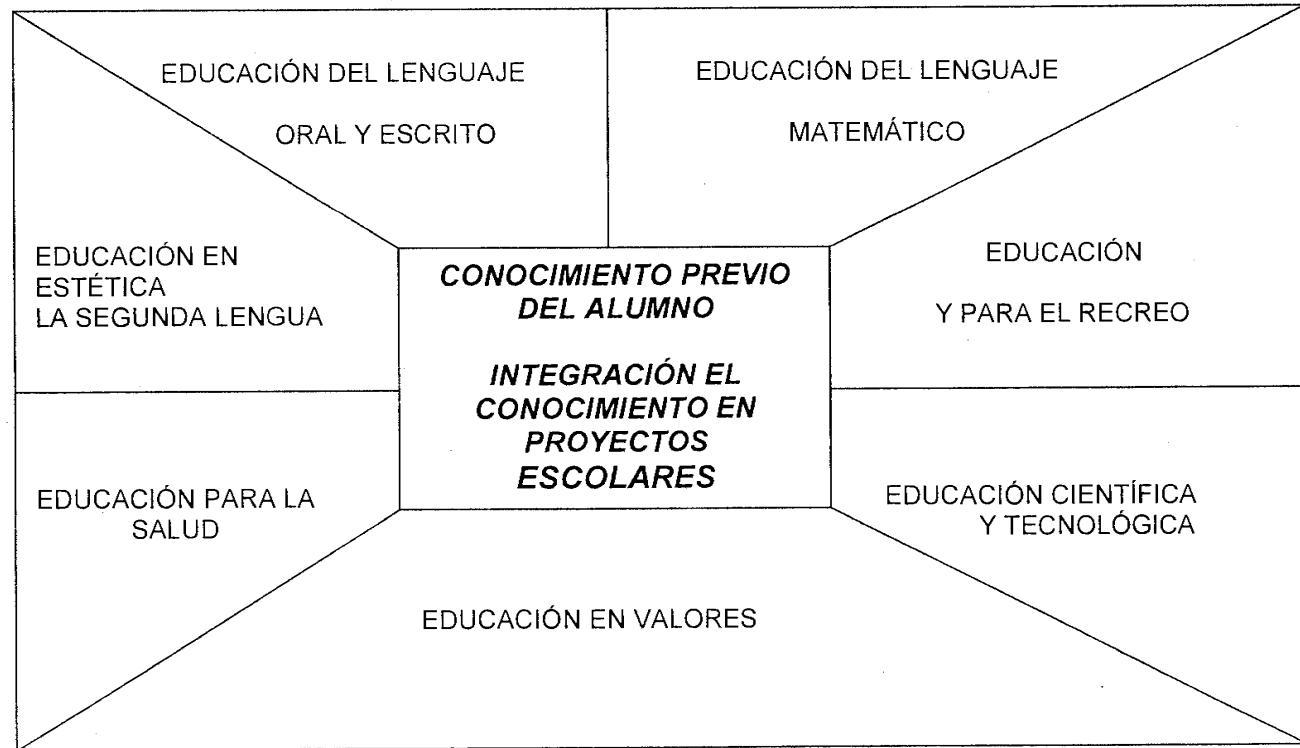 EDUCACIÓN DEL LENGUAJE
ORAL Y ESCRITO
EDUCACIÓN DEL LENGUAJE
MATEMÁTICO
EDUCACIÓN EN
ESTÉTICA
LA SEGUNDA LENGUA
CONOCIMIENTO PREVIO
DEL ALUMNO
INTEGRACIÓN EL
CONOCIMIENTO EN
PROYECTOS
ESCOLARES
EDUCACIÓN
Y PARA EL RECREO
EDUCACIÓN PARA LA
SALUD
EDUCACIÓN CIENTÍFICA
Y TECNOLÓGICA
EDUCACIÓN EN VALORES